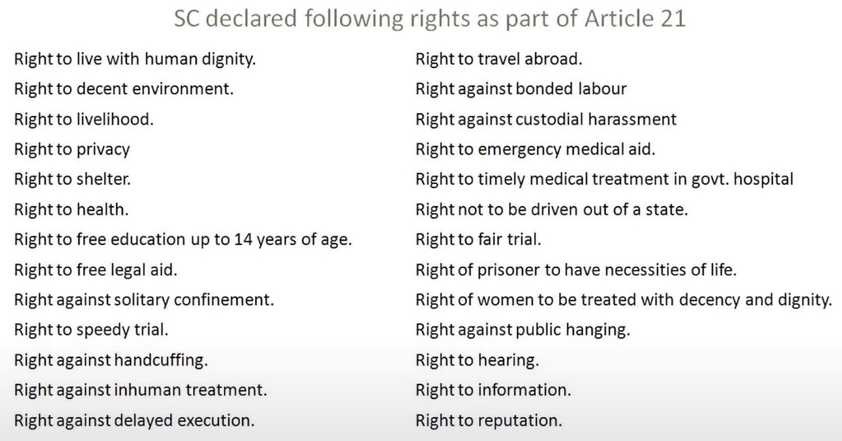 SC declared following rights as part of Article 21
Right to live with human dignity.
Right to decent environment.
Right to livelihood.
Right to privacy
Right to shelter.
Right to health.
Right to free education up to 14 years of age.
Right to free legal aid.
Right against solitary confinement.
Right to speedy trial.
Right against handcuffing.
Right against inhuman treatment.
Right against delayed execution.
Right to travel abroad.
Right against bonded labour
Right against custodial harassment
Right to emergency medical aid.
Right to timely medical treatment in govt. hospital
Right not to be driven out of a state.
Right to fair trial.
Right of prisoner to have necessities of life.
Right of women to be treated with decency and dignity.
Right against public hanging.
Right to hearing.
Right to information.
Right to reputation.